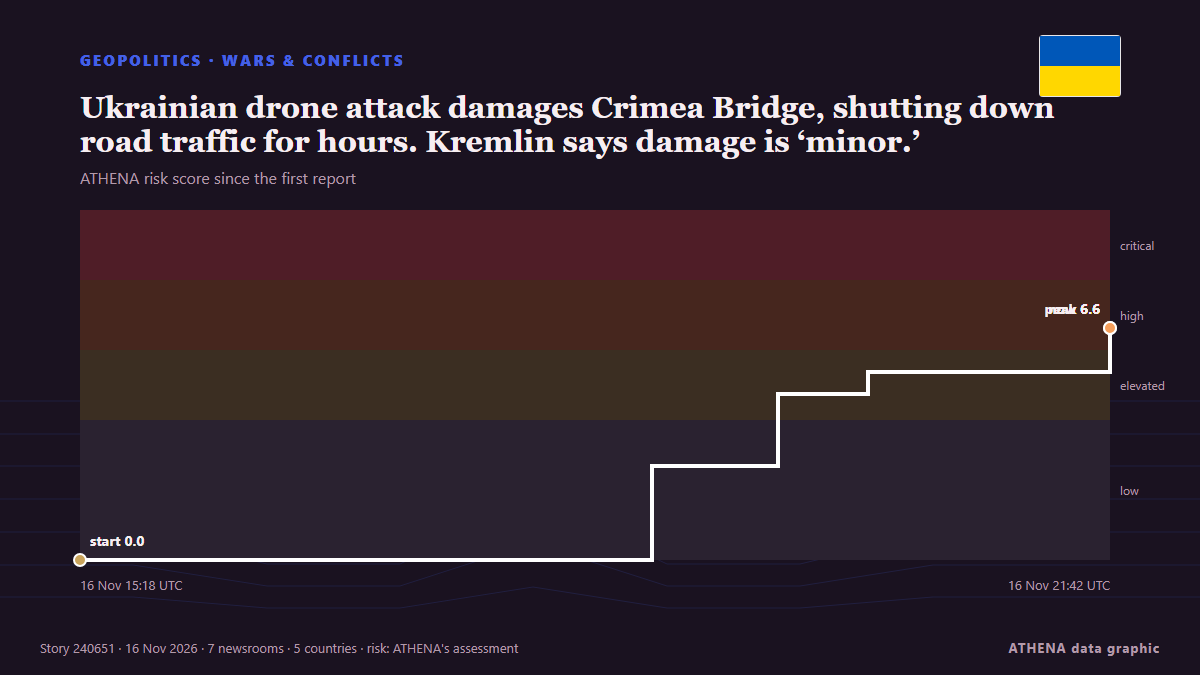 GEOPOLITICS · WARS & CONFLICTS
Ukrainian drone attack damages Crimea Bridge, shutting down
road traffic for hours. Kremlin says damage is ‘minor.’
ATHENA risk score since the first report
critical
peak 6.6
high
elevated
low
start 0.0
16 Nov 15:18 UTC
16 Nov 21:42 UTC
Story 240651 · 16 Nov 2026 · 7 newsrooms · 5 countries · risk: ATHENA's assessment
ATHENA data graphic